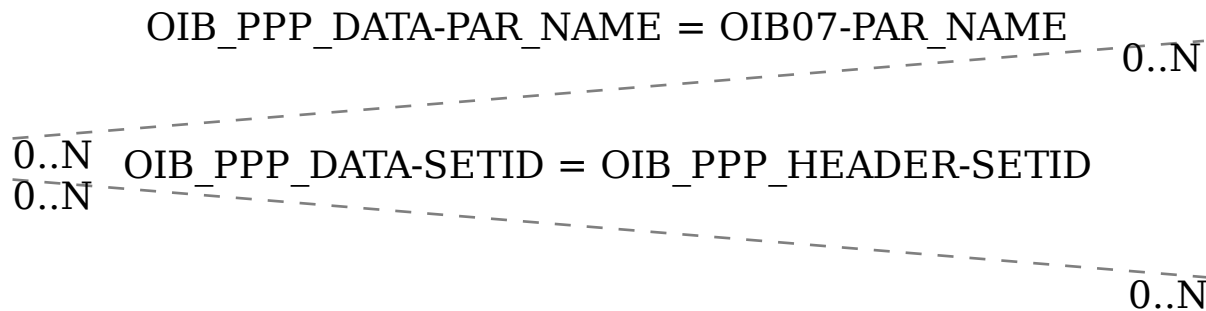 OIB_PPP_DATA-PAR_NAME = OIB07-PAR_NAME
0..N
0..N
OIB_PPP_DATA-SETID = OIB_PPP_HEADER-SETID
0..N
0..N